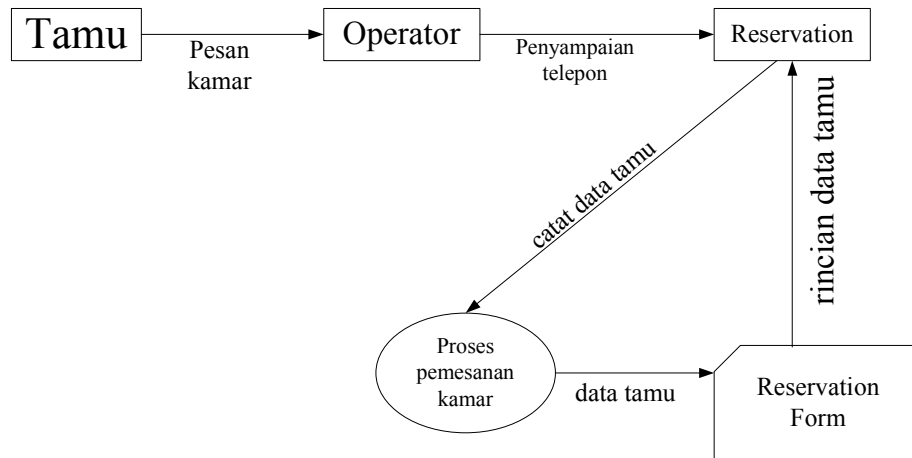 Tamu
Pesan
kamar
Operator
Penyampaian
telepon
Reservation
catat data tamu
rincian data tamu
Proses
pemesanan
kamar
data tamu
Reservation
Form